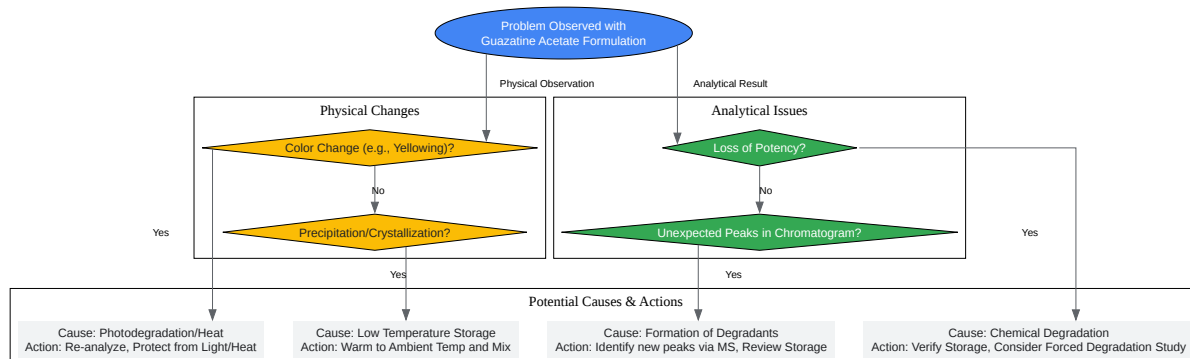 Problem Observed with
Guazatine Acetate Formulation
Physical Observation
Analytical Result
Physical Changes
Analytical Issues
Color Change (e.g., Yellowing)?
Loss of Potency?
No
No
Yes
Precipitation/Crystallization?
Unexpected Peaks in Chromatogram?
Yes
Yes
Yes
Potential Causes & Actions
Cause: Photodegradation/Heat
Action: Re-analyze, Protect from Light/Heat
Cause: Low Temperature Storage
Action: Warm to Ambient Temp and Mix
Cause: Formation of Degradants
Action: Identify new peaks via MS, Review Storage
Cause: Chemical Degradation
Action: Verify Storage, Consider Forced Degradation Study